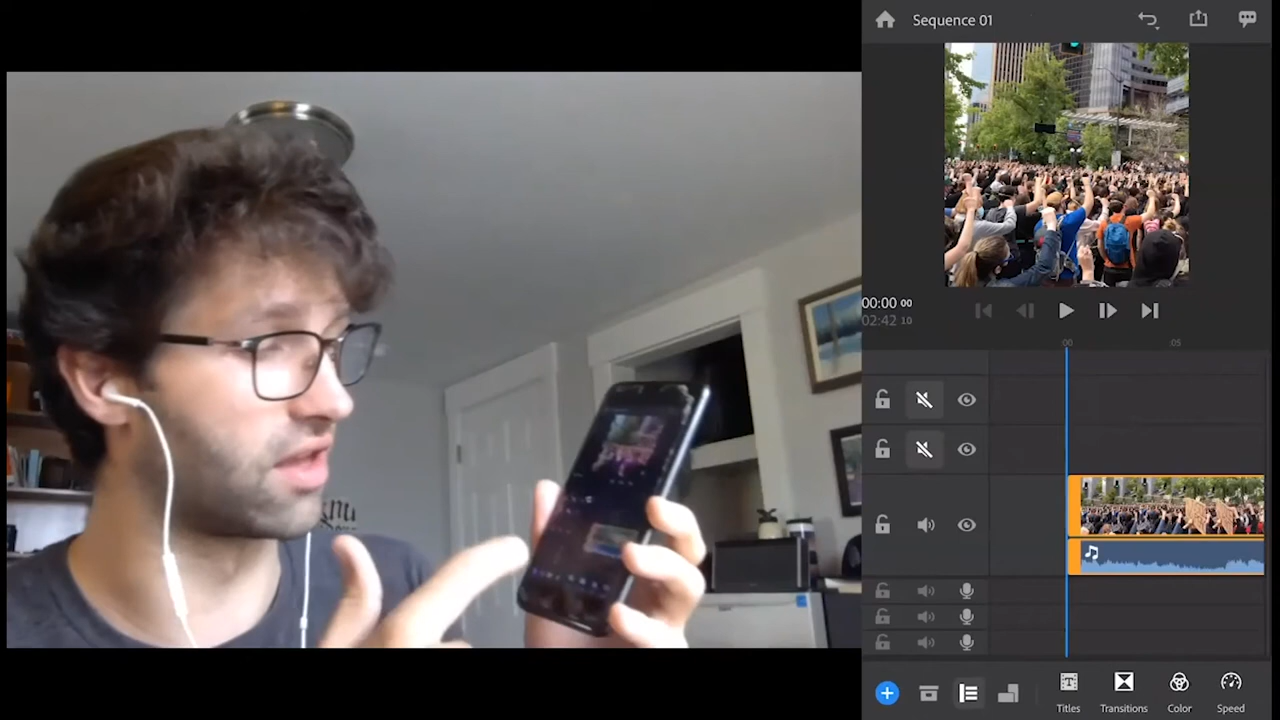 Sequence 01
00:00 00
02:42 10
:00
:05
Titles
Transitions
Color
Speed